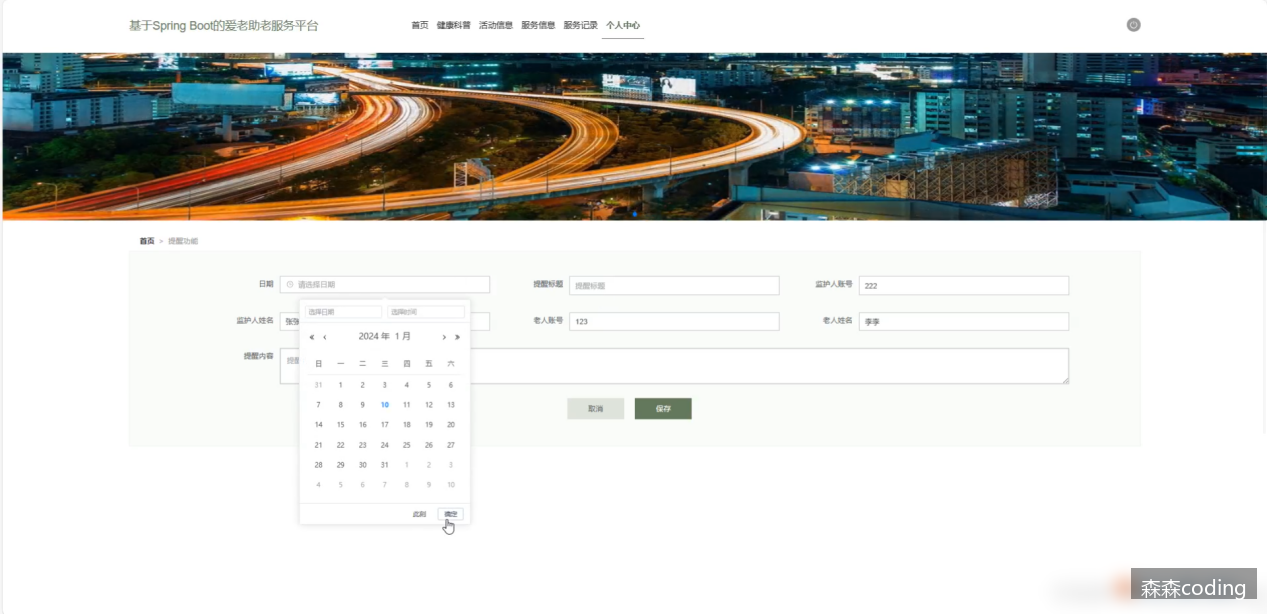 基于Spring Boot的爱老助老服务平台
首页 健康科普 活动信息 服务信息 服务记录 个人中心
首页 > 提醒功能
日期 请选择日期 提醒标题 提醒标题 监护人账号 222
监护人姓名 张张 老人账号 123 老人姓名 李李
提醒内容 提醒
选择日期 选择时间
« ‹ 2024 年 1 月 › »
日 一 二 三 四 五 六
31 1 2 3 4 5 6
7 8 9 10 11 12 13
14 15 16 17 18 19 20
21 22 23 24 25 26 27
28 29 30 31 1 2 3
4 5 6 7 8 9 10
此刻 确定
取消 保存
森森coding